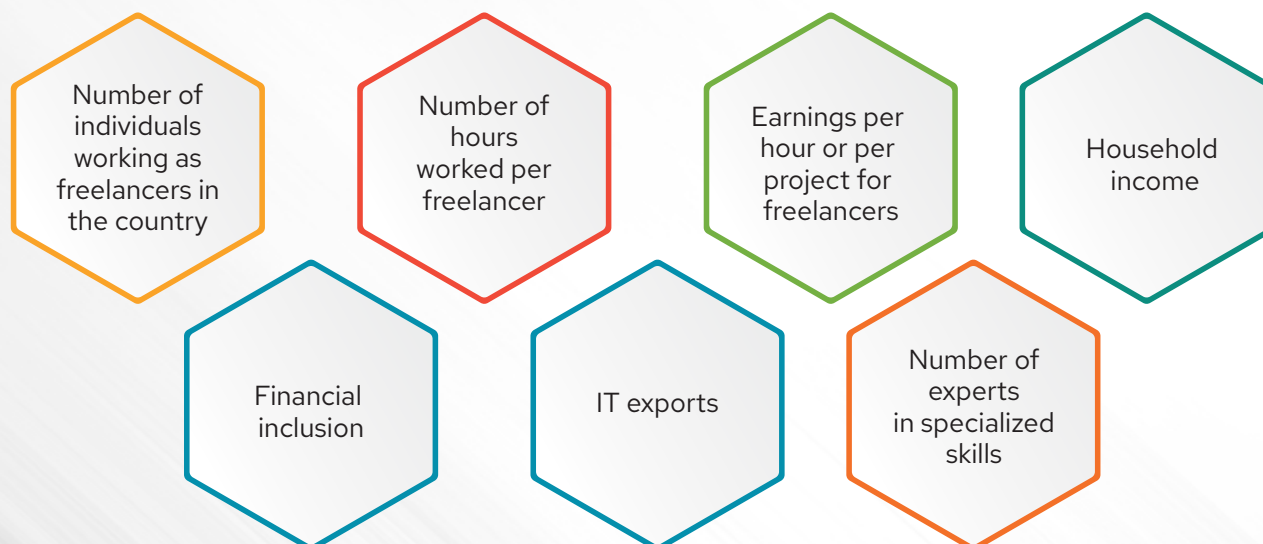 Number of
individuals
working as
freelancers in
the country
Number of
hours
worked per
freelancer
Earnings per
hour or per
project for
freelancers
Household
income
Financial
inclusion
IT exports
Number of
experts
in specialized
skills